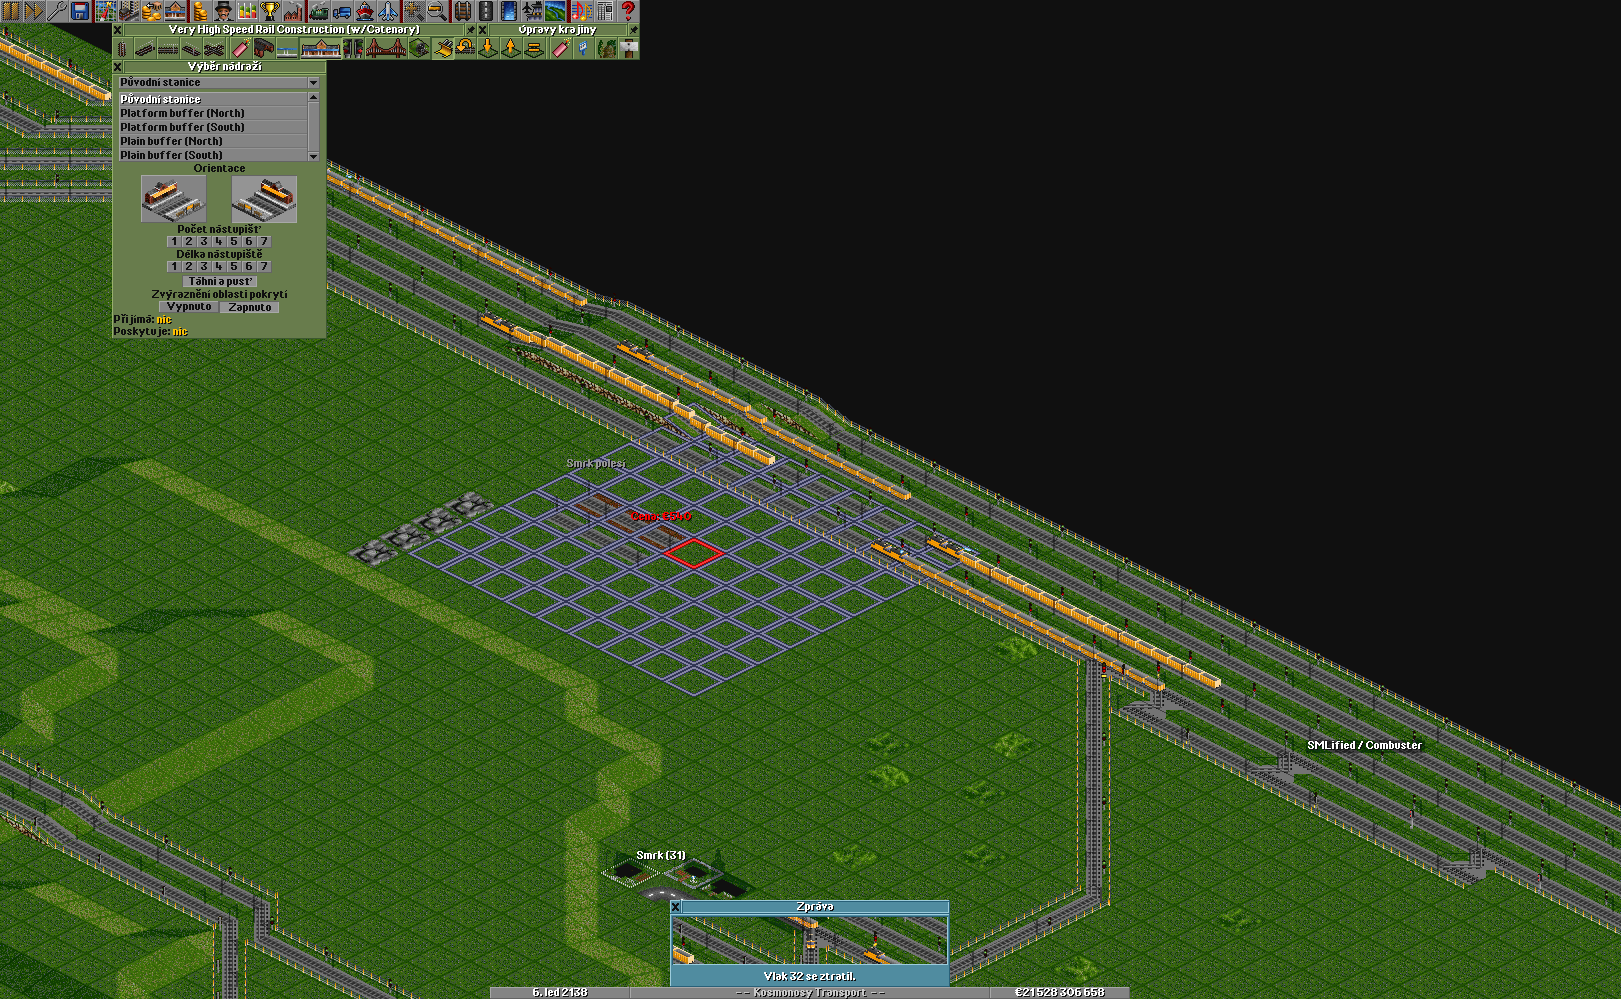 Very High Speed Rail Construction (w/Catenary)
Úpravy krajiny
Výběr nádraží
Původní stanice
Původní stanice
Platform buffer (North)
Platform buffer (South)
Plain buffer (North)
Plain buffer (South)
Orientace
Počet nástupišť
1 2 3 4 5 6 7
Délka nástupiště
1 2 3 4 5 6 7
Táhni a pusť
Zvýraznění oblasti pokrytí
Vypnuto Zapnuto
Přijímá: nic
Poskytuje: nic
Smrk polesí
Cena: €540
SMLified / Combuster
Smrk (31)
Zpráva
Vlak 32 se ztratil.
6. led 2138
-- Kosmonosy Transport --
€21 528 306 658